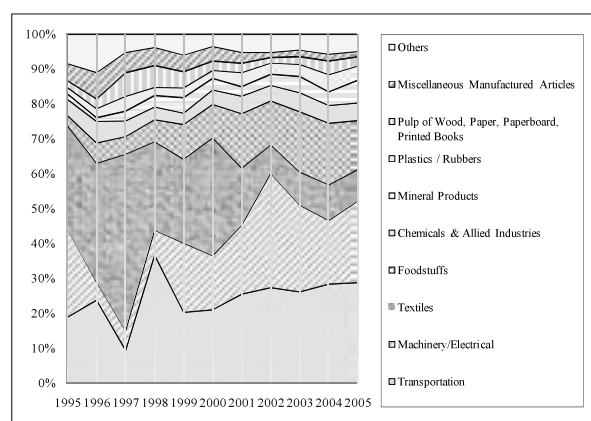 100%
90%
80%
70%
60%
50%
40%
30%
20%
10%
0%
1995 1996 1997 1998 1999 2000 2001 2002 2003 2004 2005
Others
Miscellaneous Manufactured Articles
Pulp of Wood, Paper, Paperboard,
Printed Books
Plastics / Rubbers
Mineral Products
Chemicals & Allied Industries
Foodstuffs
Textiles
Machinery/Electrical
Transportation